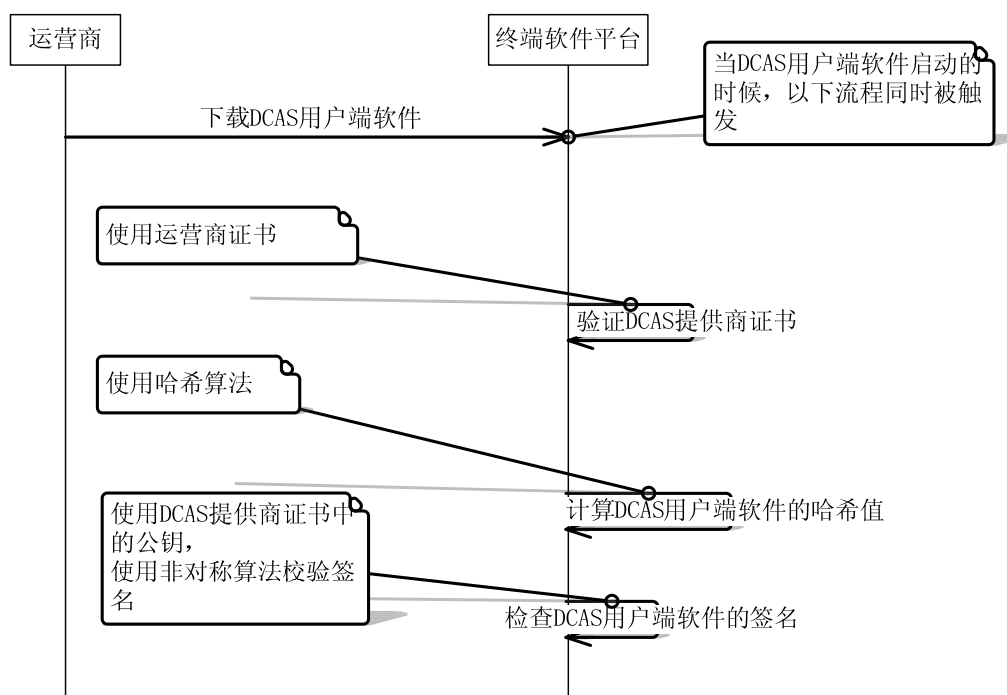 运营商
终端软件平台
当DCAS用户端软件启动的
时候，以下流程同时被触
发
下载DCAS用户端软件
使用运营商证书
验证DCAS提供商证书
使用哈希算法
计算DCAS用户端软件的哈希值
使用DCAS提供商证书中
的公钥，
使用非对称算法校验签
名
检查DCAS用户端软件的签名